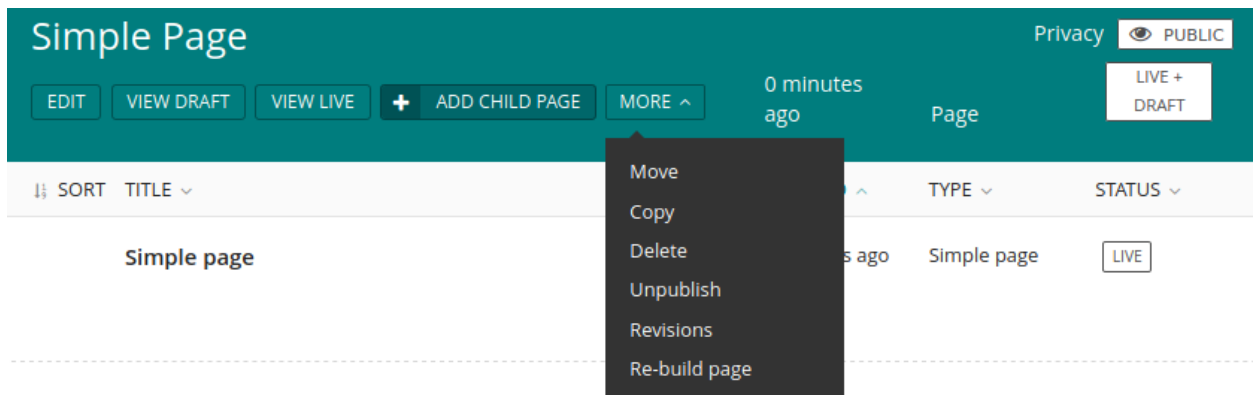 Simple Page
Privacy PUBLIC
EDIT VIEW DRAFT VIEW LIVE + ADD CHILD PAGE MORE
0 minutes
ago
Page
LIVE +
DRAFT
SORT TITLE TYPE STATUS
Simple page ago Simple page LIVE
Move
Copy
Delete
Unpublish
Revisions
Re-build page